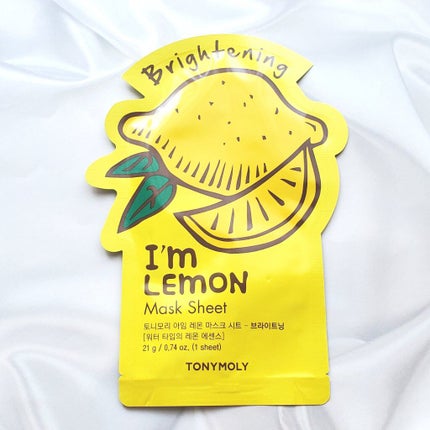 Brightening
I'm
LEMON
Mask Sheet
토니모리 아임 레몬 마스크 시트 - 브라이트닝
[워터 타입의 레몬 에센스]
21 g / 0.74 oz. (1 sheet)
TONYMOLY